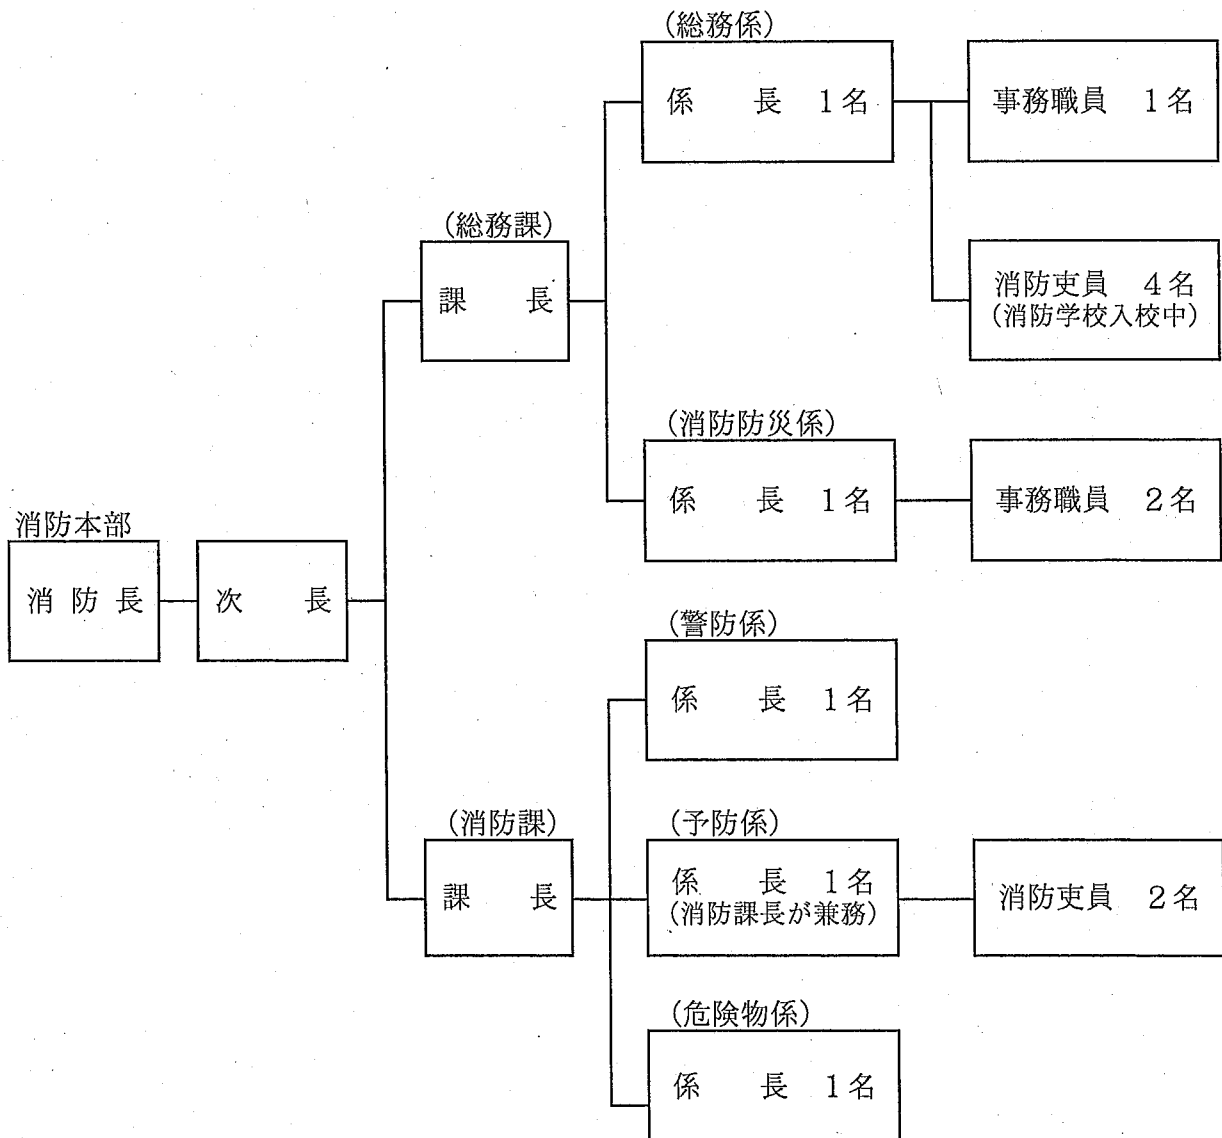 (総務係)
係　　長　1名
事務職員　1名
(総務課)
課　　長
消防吏員　4名
(消防学校入校中)
(消防防災係)
係　　長　1名
事務職員　2名
消防本部
消 防 長
次　　長
(警防係)
係　　長　1名
(消防課)
課　　長
(予防係)
係　　長　1名
(消防課長が兼務)
消防吏員　2名
(危険物係)
係　　長　1名